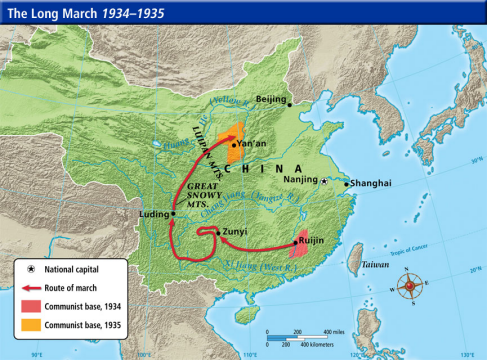 The Long March 1934–1935
Beijing
Huang He (Yellow R.)
LIUPAN MTS.
Yan'an
CHINA
GREAT
SNOWY
MTS.
Nanjing
Shanghai
Chang Jiang (Yangtze R.)
Luding
Zunyi
Ruijin
Xi Jiang (West R.)
Taiwan
Tropic of Cancer
30°N
20°N
N
W
E
S
National capital
Route of march
Communist base, 1934
Communist base, 1935
0 200 400 miles
0 200 400 kilometers
100°E
110°E
120°E